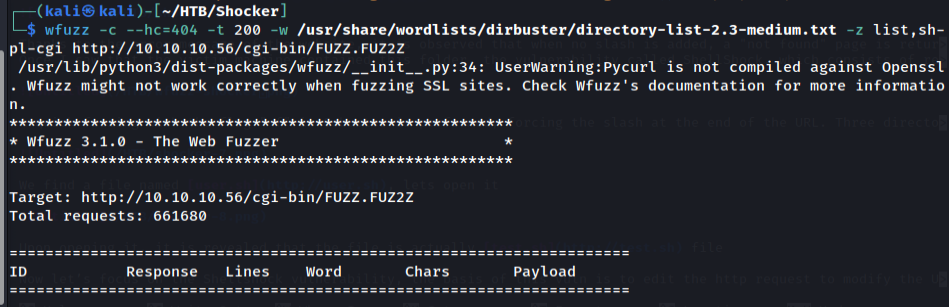 ┌──(kali㉿kali)-[~/HTB/Shocker]
└─$ wfuzz -c --hc=404 -t 200 -w /usr/share/wordlists/dirbuster/directory-list-2.3-medium.txt -z list,sh-
pl-cgi http://10.10.10.56/cgi-bin/FUZZ.FUZ2Z
/usr/lib/python3/dist-packages/wfuzz/__init__.py:34: UserWarning:Pycurl is not compiled against Openssl
. Wfuzz might not work correctly when fuzzing SSL sites. Check Wfuzz's documentation for more informatio
n.
********************************************************
* Wfuzz 3.1.0 - The Web Fuzzer                         *
********************************************************
Target: http://10.10.10.56/cgi-bin/FUZZ.FUZ2Z
Total requests: 661680
=====================================================================
ID           Response   Lines    Word       Chars       Payload
=====================================================================